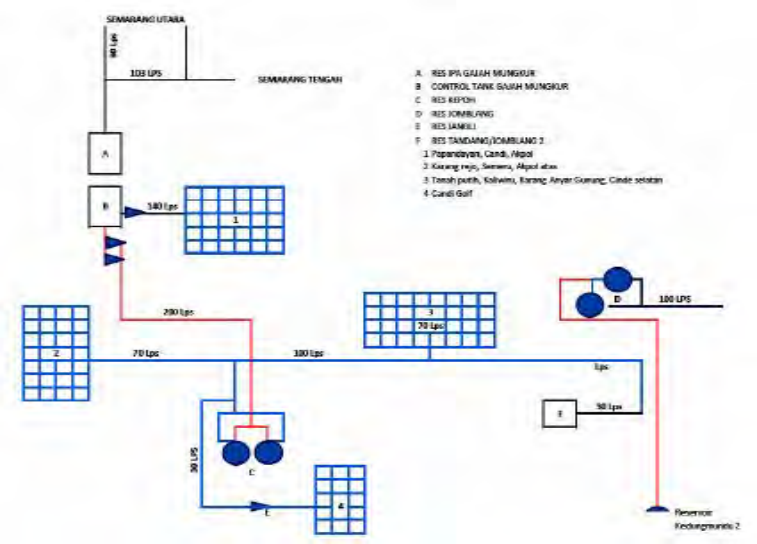 SEMARANG UTARA
60 Lps
103 LPS
SEMARANG TENGAH
A RES IPA GAJAH MUNGKUR
B CONTROL TANK GAJAH MUNGKUR
C RES KEPOH
D RES JOMBLANG
E RES JANGLI
F RES TANDANG/JOMBLANG 2
1 Papandayan, Candi, Akpol
2 Karang rejo, Semeru, Akpol atas
3 Tanah putih, Kaliwiru, Karang Anyar Gunung, Cinde selatan
4 Candi Golf
A
B
140 Lps
1
200 Lps
3
70 Lps
D
100 LPS
2
70 Lps
100 Lps
Lps
F
30 Lps
C
30 LPS
E
4
Reservoir
Kedungmundu 2